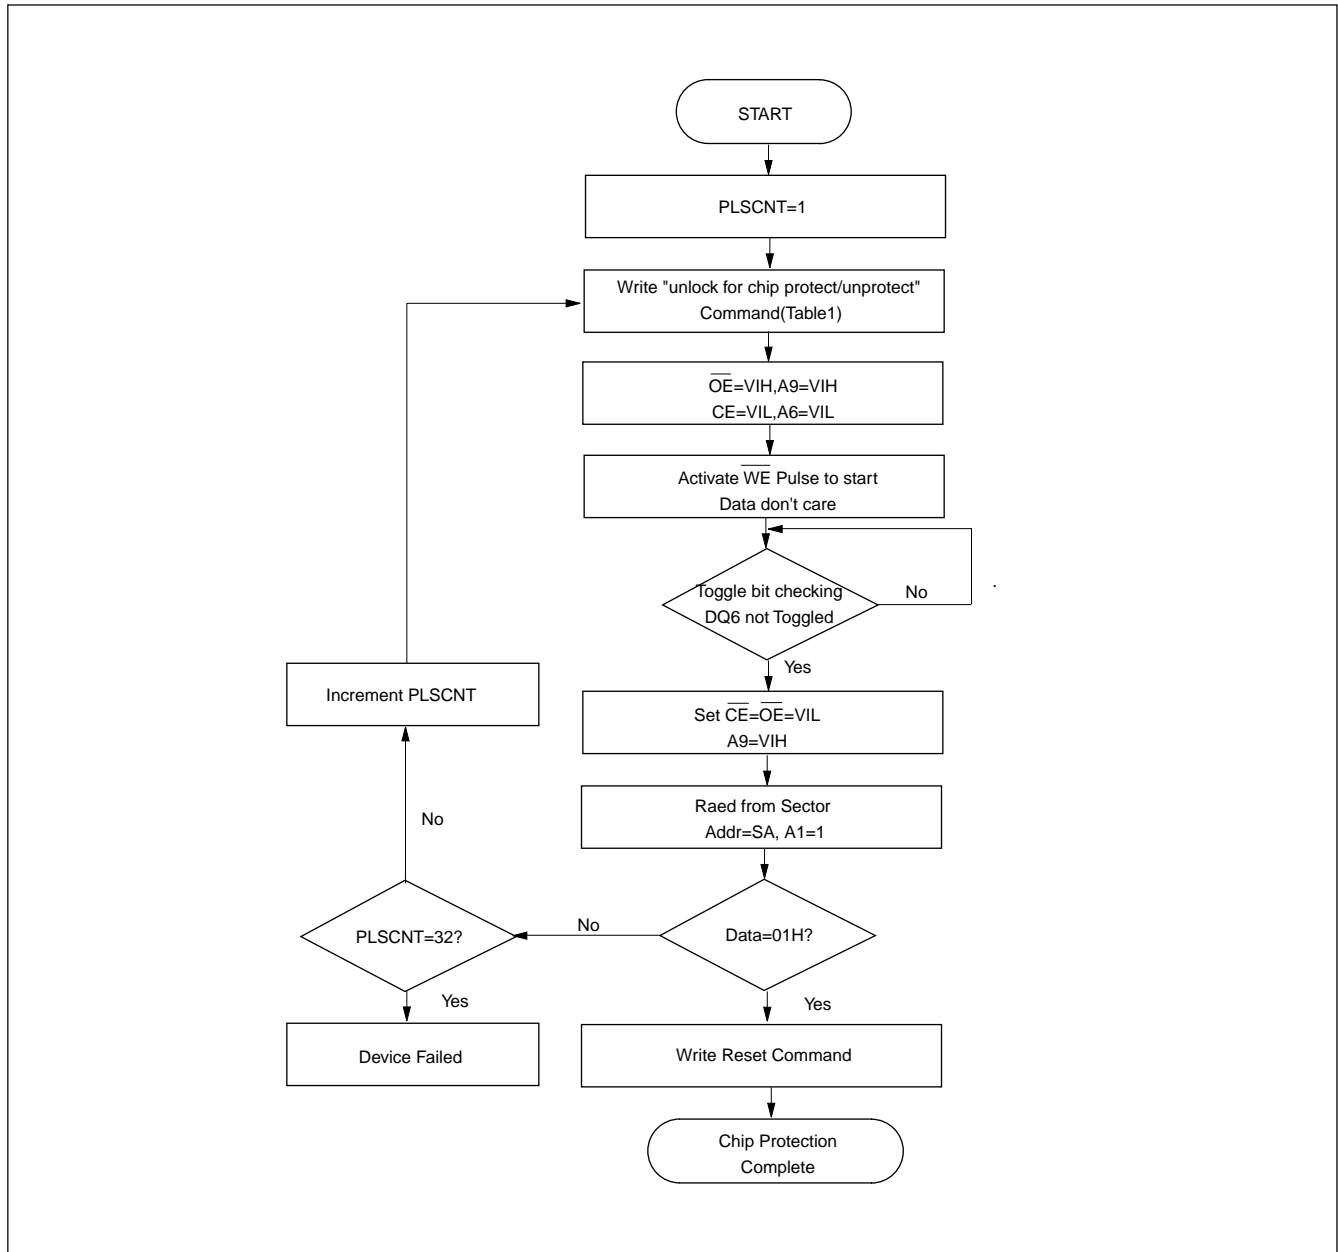 START
PLSCNT=1
Write "unlock for chip protect/unprotect"
Command(Table1)
OE=VIH,A9=VIH
CE=VIL,A6=VIL
Activate WE Pulse to start
Data don't care
Toggle bit checking
DQ6 not Toggled
No
.
Yes
Increment PLSCNT
Set CE=OE=VIL
A9=VIH
Raed from Sector
Addr=SA, A1=1
No
PLSCNT=32?
No
Data=01H?
Yes
Yes
Device Failed
Write Reset Command
Chip Protection
Complete